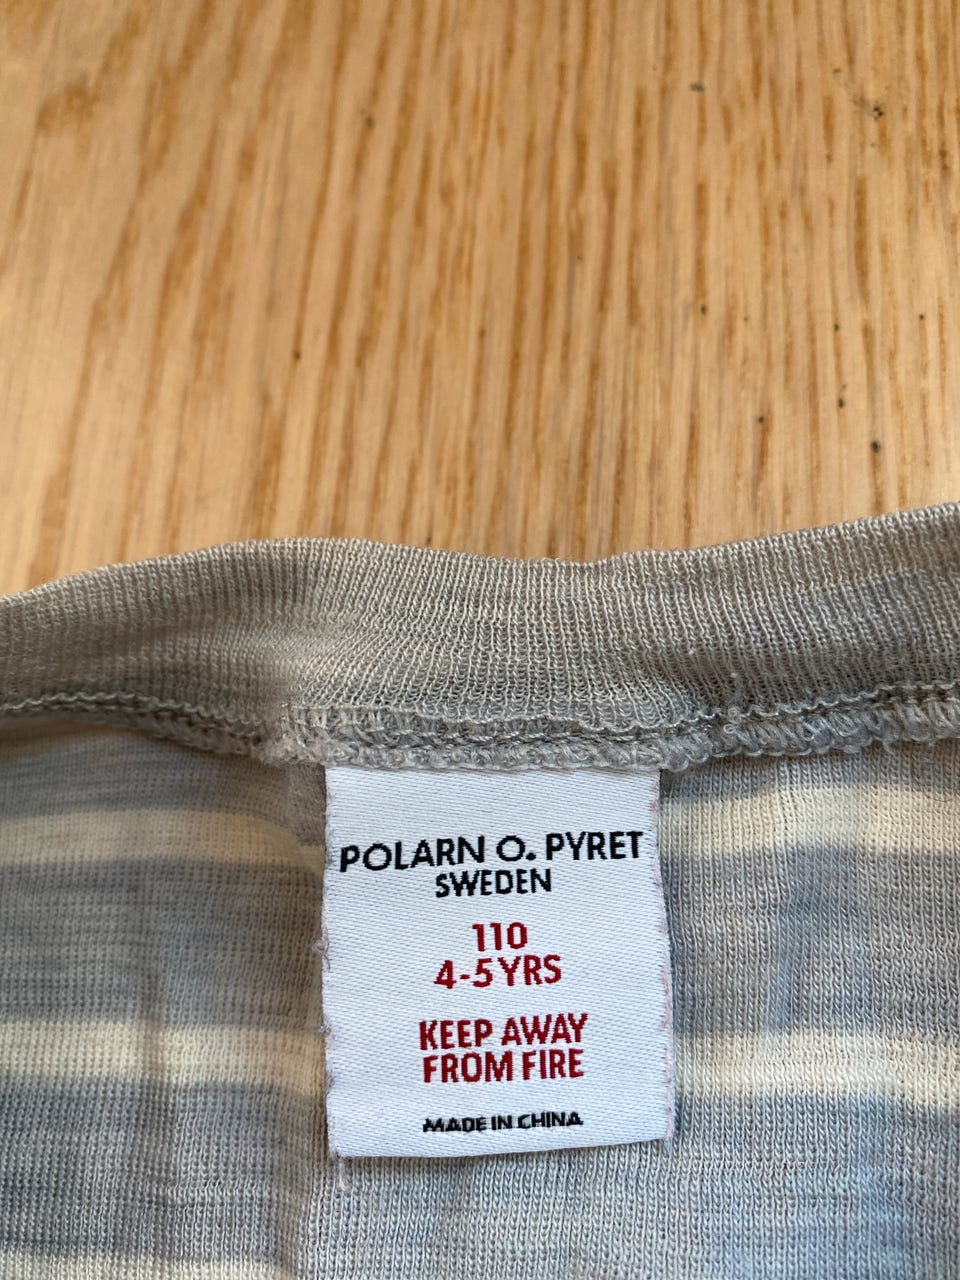 POLARN O. PYRET
SWEDEN
110
4-5 YRS
KEEP AWAY
FROM FIRE
MADE IN CHINA